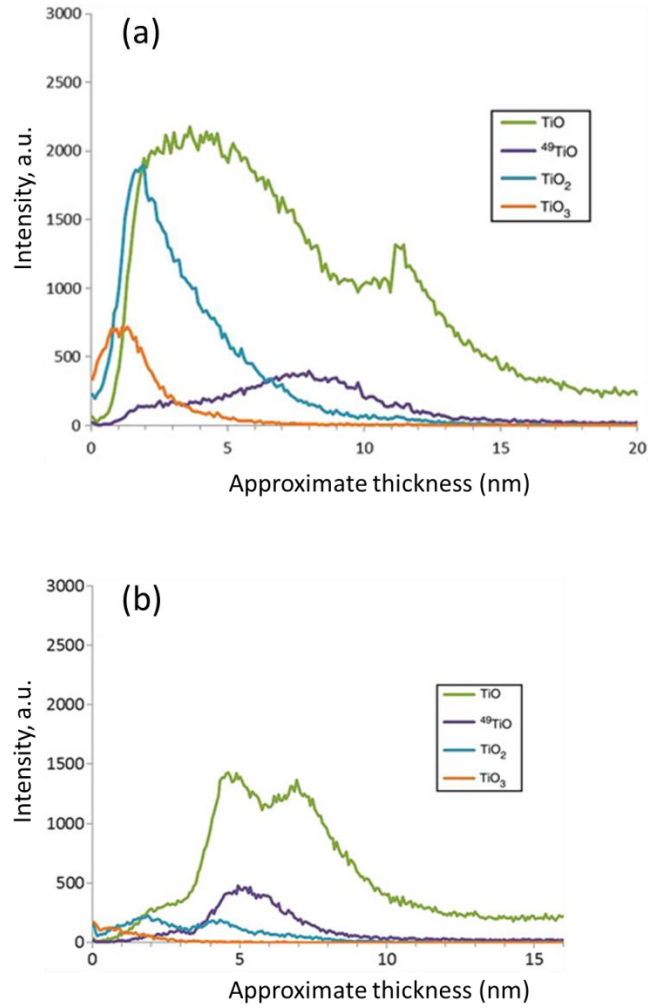 (a)
3000
2500
2000
1500
1000
500
0
Intensity, a.u.
TiO
⁴⁹TiO
TiO₂
TiO₃
0 5 10 15 20
Approximate thickness (nm)
(b)
3000
2500
2000
1500
1000
500
0
Intensity, a.u.
TiO
⁴⁹TiO
TiO₂
TiO₃
0 5 10 15
Approximate thickness (nm)